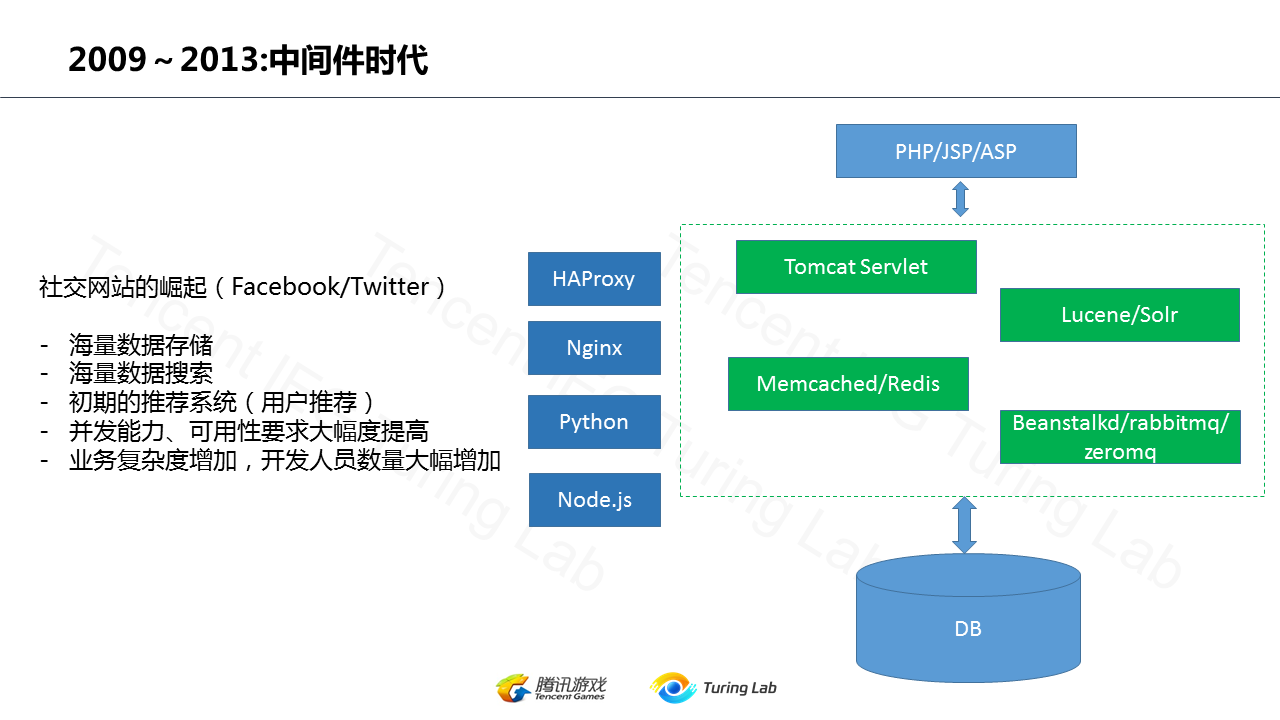 2009～2013:中间件时代
社交网站的崛起（Facebook/Twitter）
- 海量数据存储
- 海量数据搜索
- 初期的推荐系统（用户推荐）
- 并发能力、可用性要求大幅度提高
- 业务复杂度增加，开发人员数量大幅增加
HAProxy
Nginx
Python
Node.js
PHP/JSP/ASP
Tomcat Servlet
Lucene/Solr
Memcached/Redis
Beanstalkd/rabbitmq/
zeromq
DB
Tencent IEG Turing Lab
Tencent IEG Turing Lab
Tencent IEG Turing Lab
腾讯游戏
Tencent Games
Turing Lab